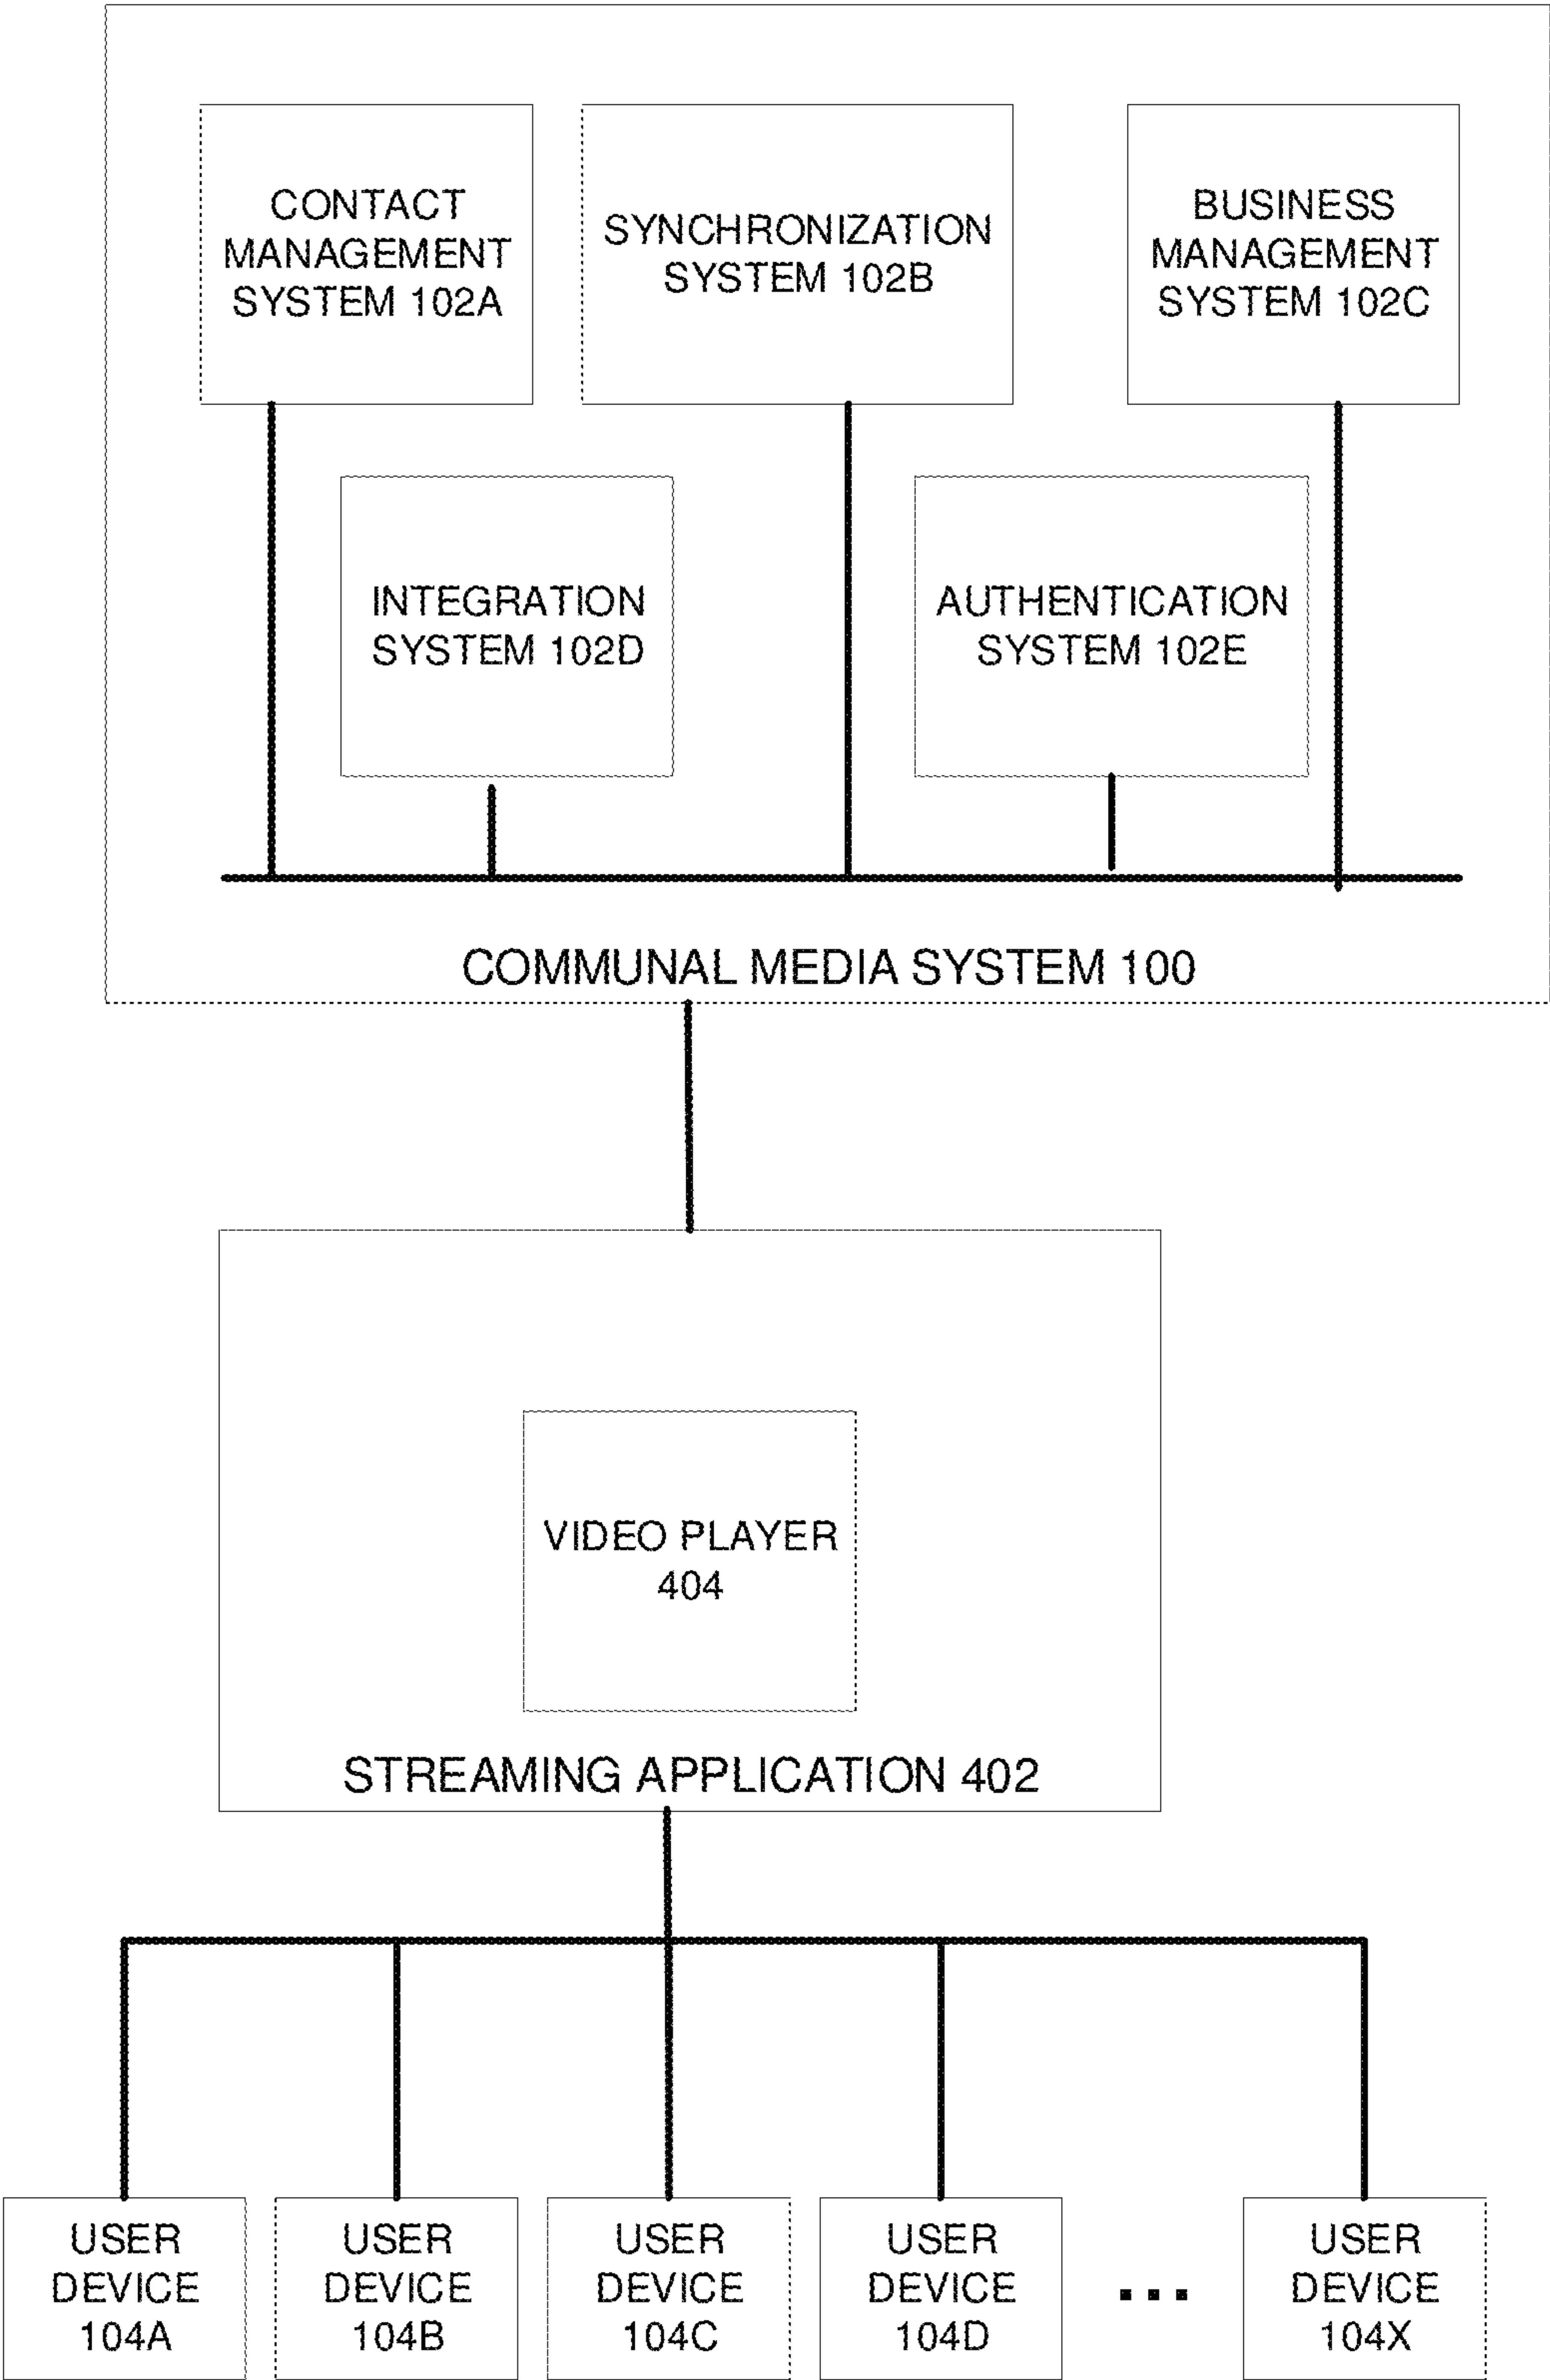 CONTACT
MANAGEMENT
SYSTEM 102A
SYNCHRONIZATION
SYSTEM 102B
BUSINESS
MANAGEMENT
SYSTEM 102C
INTEGRATION
SYSTEM 102D
AUTHENTICATION
SYSTEM 102E
COMMUNAL MEDIA SYSTEM 100
VIDEO PLAYER
404
STREAMING APPLICATION 402
USER
DEVICE
104A
USER
DEVICE
104B
USER
DEVICE
104C
USER
DEVICE
104D
...
USER
DEVICE
104X